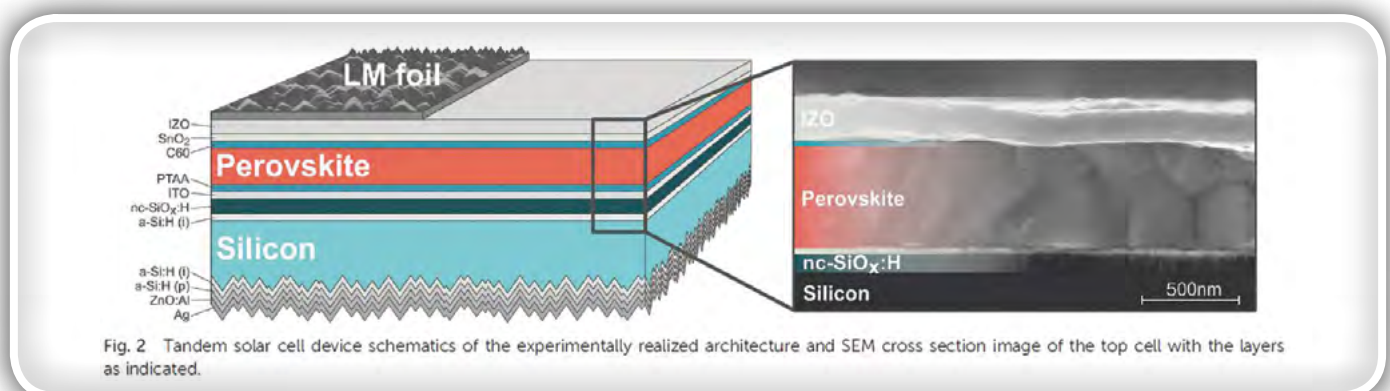 LM foil
IZO
SnO₂
C60
Perovskite
PTAA
ITO
nc-SiOₓ:H
a-Si:H (i)
Silicon
a-Si:H (i)
a-Si:H (p)
ZnO:Al
Ag
IZO
Perovskite
nc-SiOₓ:H
Silicon
500nm
Fig. 2 Tandem solar cell device schematics of the experimentally realized architecture and SEM cross section image of the top cell with the layers
as indicated.